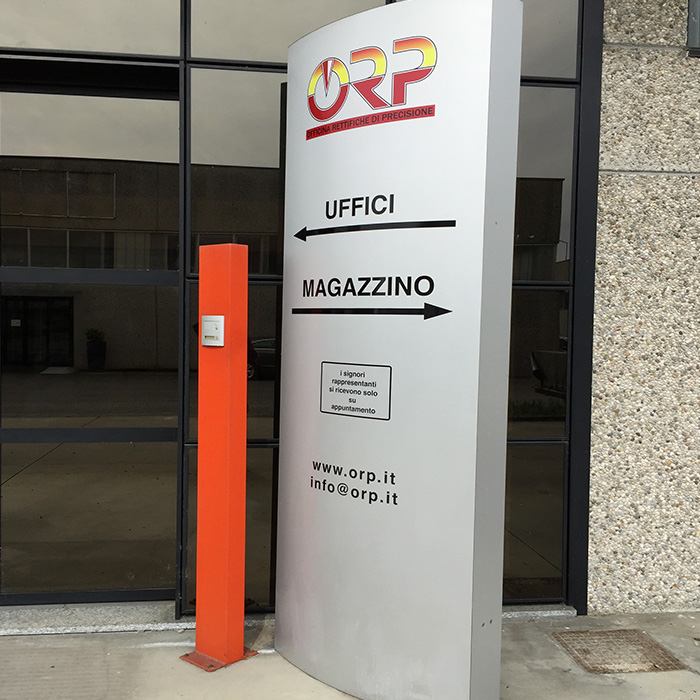 ORP
OFFICINA RETTIFICHE DI PRECISIONE
UFFICI
MAGAZZINO
i signori
rappresentanti
si ricevono solo
su
appuntamento
www.orp.it
info@orp.it